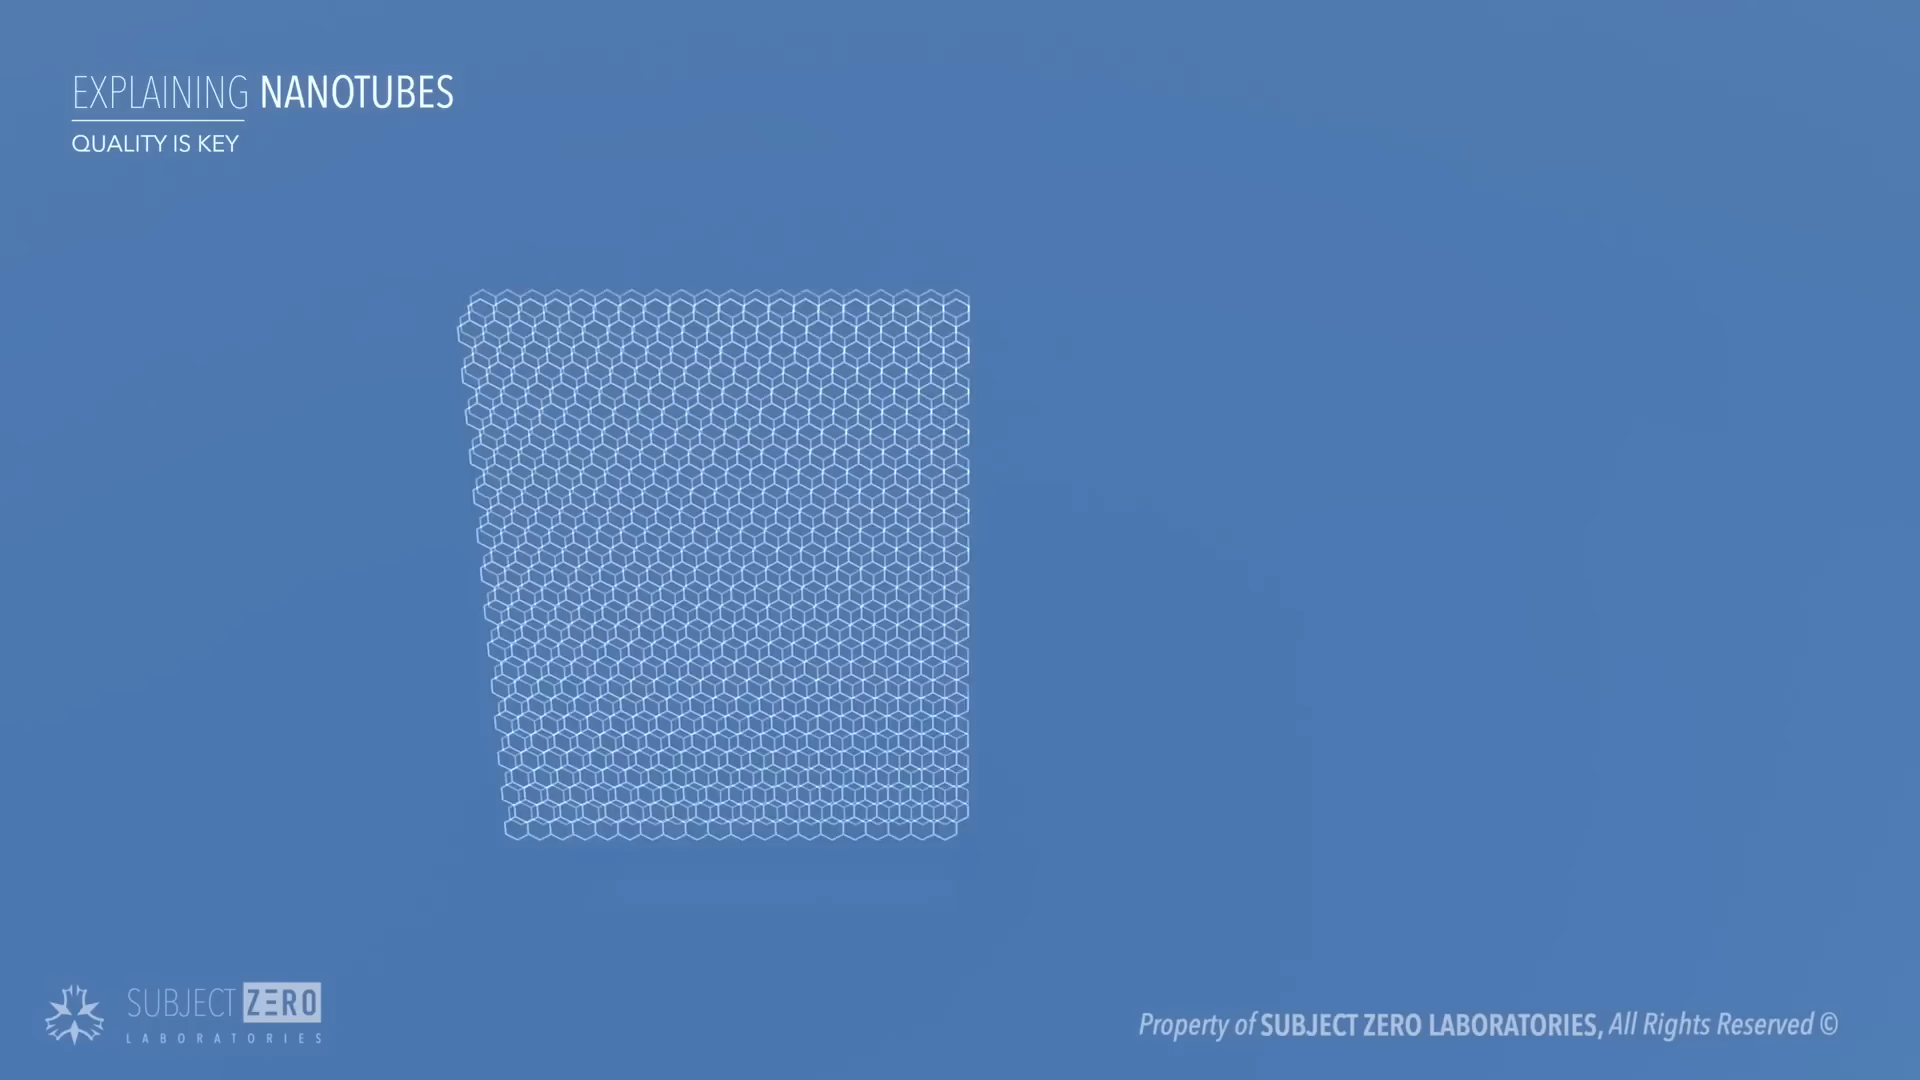 EXPLAINING NANOTUBES
QUALITY IS KEY
SUBJECT ZERO
LABORATORIES
Property of SUBJECT ZERO LABORATORIES, All Rights Reserved ©